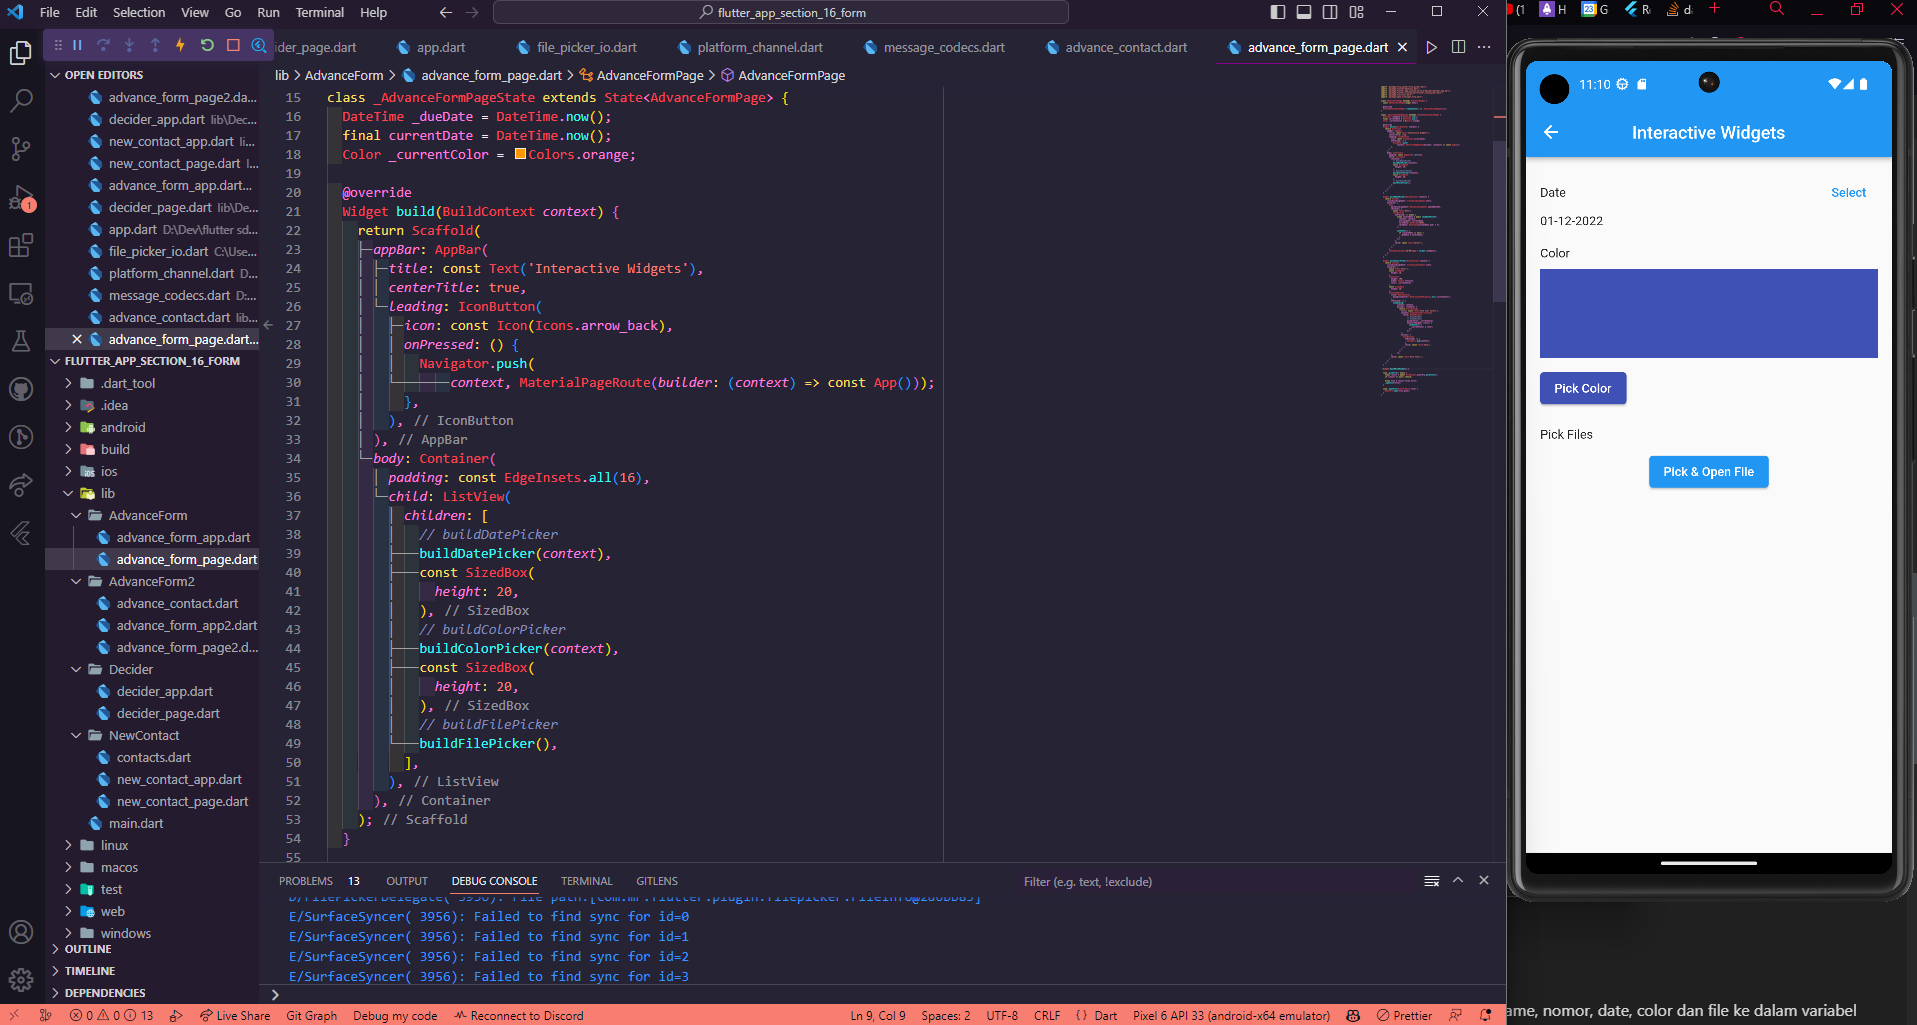 File Edit Selection View Go Run Terminal Help
flutter_app_section_16_form
ider_page.dart app.dart file_picker_io.dart platform_channel.dart message_codecs.dart advance_contact.dart advance_form_page.dart
lib > AdvanceForm > advance_form_page.dart > AdvanceFormPage > AdvanceFormPage
OPEN EDITORS
advance_form_page2.da...
decider_app.dart lib\Dec...
new_contact_app.dart li...
new_contact_page.dart l...
advance_form_app.dart...
decider_page.dart lib\De...
app.dart D:\Dev\flutter sd...
file_picker_io.dart C:\Use...
platform_channel.dart D...
message_codecs.dart D:...
advance_contact.dart lib...
advance_form_page.dart...
FLUTTER_APP_SECTION_16_FORM
.dart_tool
.idea
android
build
ios
lib
AdvanceForm
advance_form_app.dart
advance_form_page.dart
AdvanceForm2
advance_contact.dart
advance_form_app2.dart
advance_form_page2.d...
Decider
decider_app.dart
decider_page.dart
NewContact
contacts.dart
new_contact_app.dart
new_contact_page.dart
main.dart
linux
macos
test
web
windows
OUTLINE
TIMELINE
DEPENDENCIES
1
15 class _AdvanceFormPageState extends State<AdvanceFormPage> {
16 DateTime _dueDate = DateTime.now();
17 final currentDate = DateTime.now();
18 Color _currentColor = Colors.orange;
19
20 @override
21 Widget build(BuildContext context) {
22 return Scaffold(
23 appBar: AppBar(
24 title: const Text('Interactive Widgets'),
25 centerTitle: true,
26 leading: IconButton(
27 icon: const Icon(Icons.arrow_back),
28 onPressed: () {
29 Navigator.push(
30 context, MaterialPageRoute(builder: (context) => const App()));
31 },
32 ), // IconButton
33 ), // AppBar
34 body: Container(
35 padding: const EdgeInsets.all(16),
36 child: ListView(
37 children: [
38 // buildDatePicker
39 buildDatePicker(context),
40 const SizedBox(
41 height: 20,
42 ), // SizedBox
43 // buildColorPicker
44 buildColorPicker(context),
45 const SizedBox(
46 height: 20,
47 ), // SizedBox
48 // buildFilePicker
49 buildFilePicker(),
50 ],
51 ), // ListView
52 ), // Container
53 ); // Scaffold
54 }
55
PROBLEMS 13 OUTPUT DEBUG CONSOLE TERMINAL GITLENS
Filter (e.g. text, !exclude)
E/SurfaceSyncer( 3956): Failed to find sync for id=0
E/SurfaceSyncer( 3956): Failed to find sync for id=1
E/SurfaceSyncer( 3956): Failed to find sync for id=2
E/SurfaceSyncer( 3956): Failed to find sync for id=3
0 0 13 Live Share Git Graph Debug my code Reconnect to Discord
Ln 9, Col 9 Spaces: 2 UTF-8 CRLF {} Dart Pixel 6 API 33 (android-x64 emulator) Prettier
(1 H 23 G R d
11:10
Interactive Widgets
Date Select
01-12-2022
Color
Pick Color
Pick Files
Pick & Open File
ame, nomor, date, color dan file ke dalam variabel